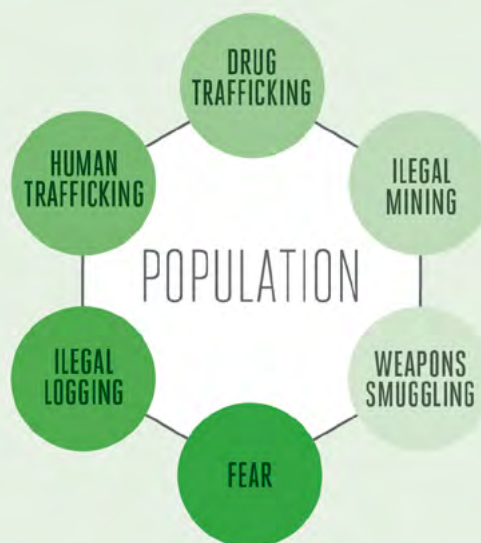 DRUG
TRAFFICKING
HUMAN
TRAFFICKING
ILEGAL
MINING
POPULATION
ILEGAL
LOGGING
WEAPONS
SMUGGLING
FEAR